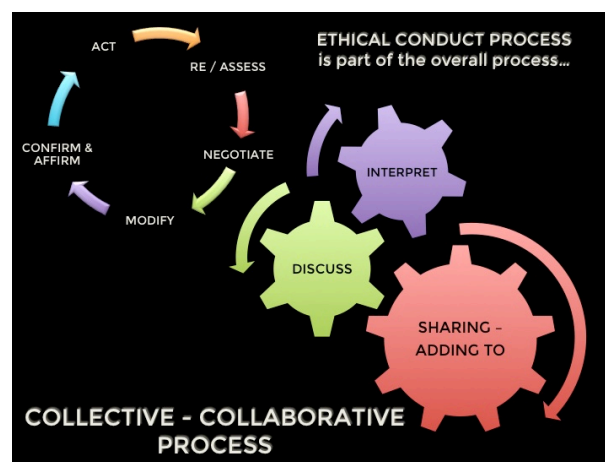 ETHICAL CONDUCT PROCESS
is part of the overall process...
ACT
RE / ASSESS
NEGOTIATE
MODIFY
CONFIRM &
AFFIRM
INTERPRET
DISCUSS
SHARING -
ADDING TO
COLLECTIVE - COLLABORATIVE
PROCESS